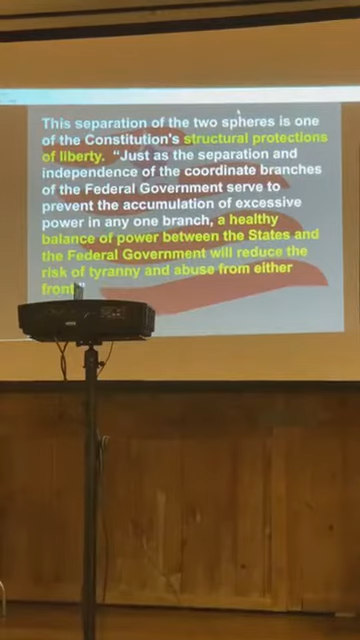 This separation of the two spheres is one
of the Constitution's structural protections
of liberty. “Just as the separation and
independence of the coordinate branches
of the Federal Government serve to
prevent the accumulation of excessive
power in any one branch, a healthy
balance of power between the States and
the Federal Government will reduce the
risk of tyranny and abuse from either
front.”